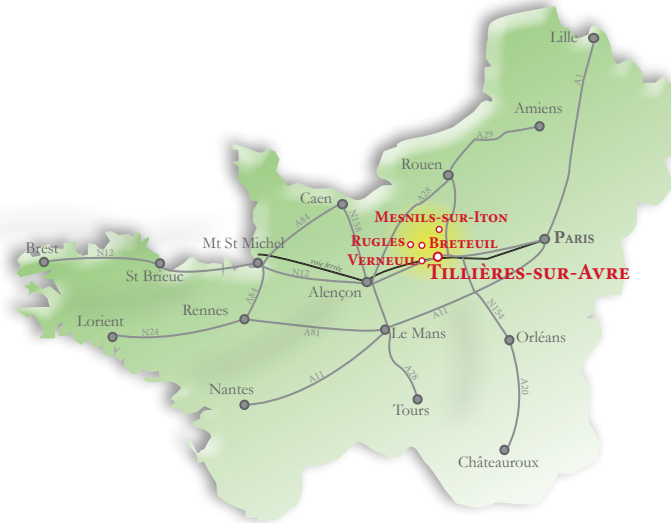 Lille
A1
Amiens
A29
Rouen
A28
Caen
A84
N158
Mesnils-sur-Iton
Rugles
Breteuil
Verneuil
Paris
Tillières-sur-Avre
Mt St Michel
voie ferrée
Brest
N12
St Brieuc
N12
Alençon
A84
Rennes
Lorient
N24
A81
Le Mans
A11
N154
Orléans
Nantes
A11
A28
Tours
A20
Châteauroux